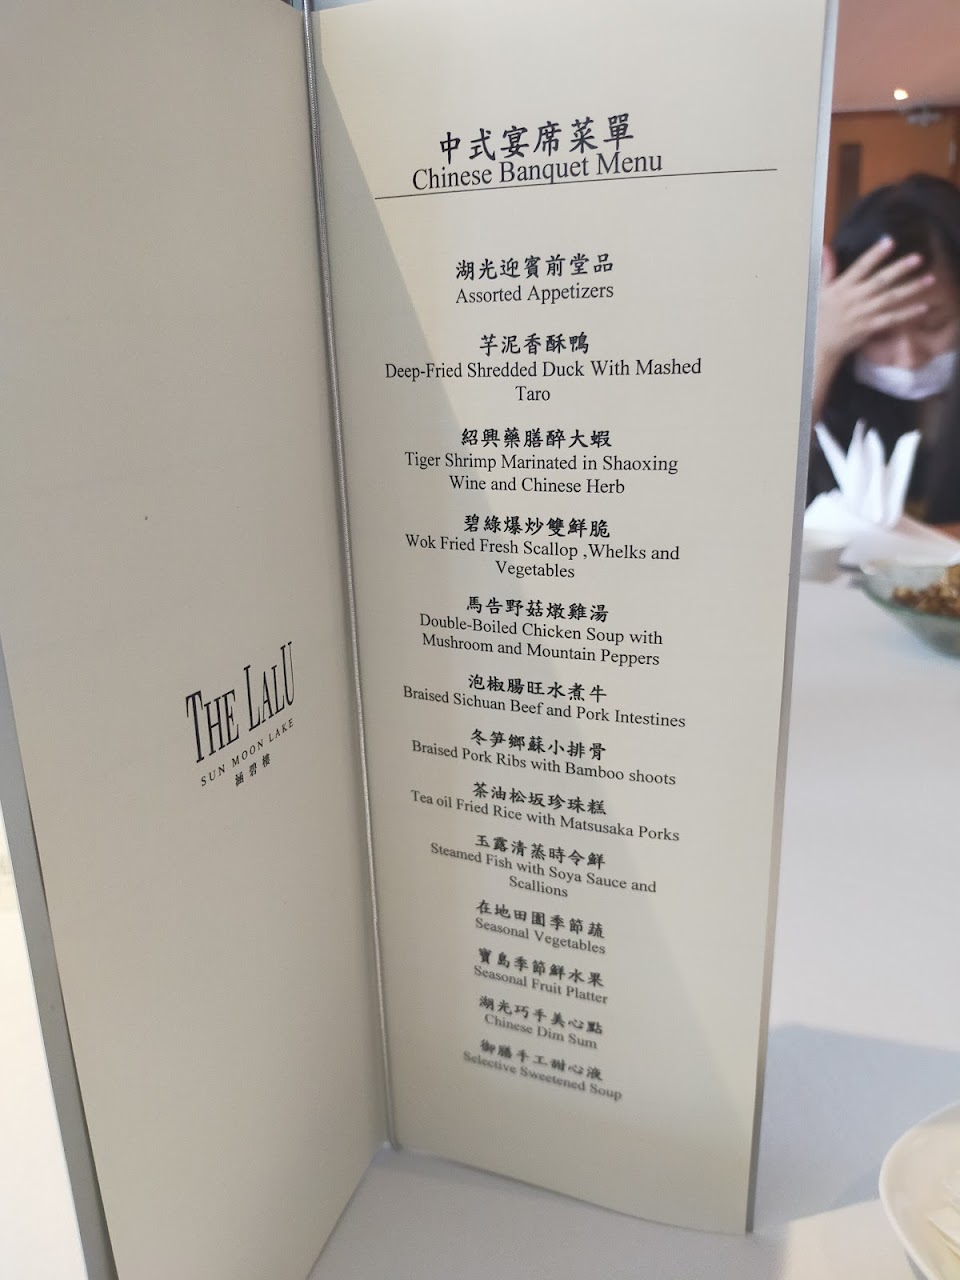 THE LALU
SUN MOON LAKE
涵碧樓
中式宴席菜單
Chinese Banquet Menu
湖光迎賓前堂品
Assorted Appetizers
芋泥香酥鴨
Deep-Fried Shredded Duck With Mashed
Taro
紹興藥膳醉大蝦
Tiger Shrimp Marinated in Shaoxing
Wine and Chinese Herb
碧綠爆炒雙鮮脆
Wok Fried Fresh Scallop ,Whelks and
Vegetables
馬告野菇燉雞湯
Double-Boiled Chicken Soup with
Mushroom and Mountain Peppers
泡椒腸旺水煮牛
Braised Sichuan Beef and Pork Intestines
冬笋鄉蘇小排骨
Braised Pork Ribs with Bamboo shoots
茶油松坂珍珠糕
Tea oil Fried Rice with Matsusaka Porks
玉露清蒸時令鮮
Steamed Fish with Soya Sauce and
Scallions
在地田園季節蔬
Seasonal Vegetables
寶島季節鮮水果
Seasonal Fruit Platter
湖光巧手美心點
Chinese Dim Sum
御膳手工甜心液
Selective Sweetened Soup